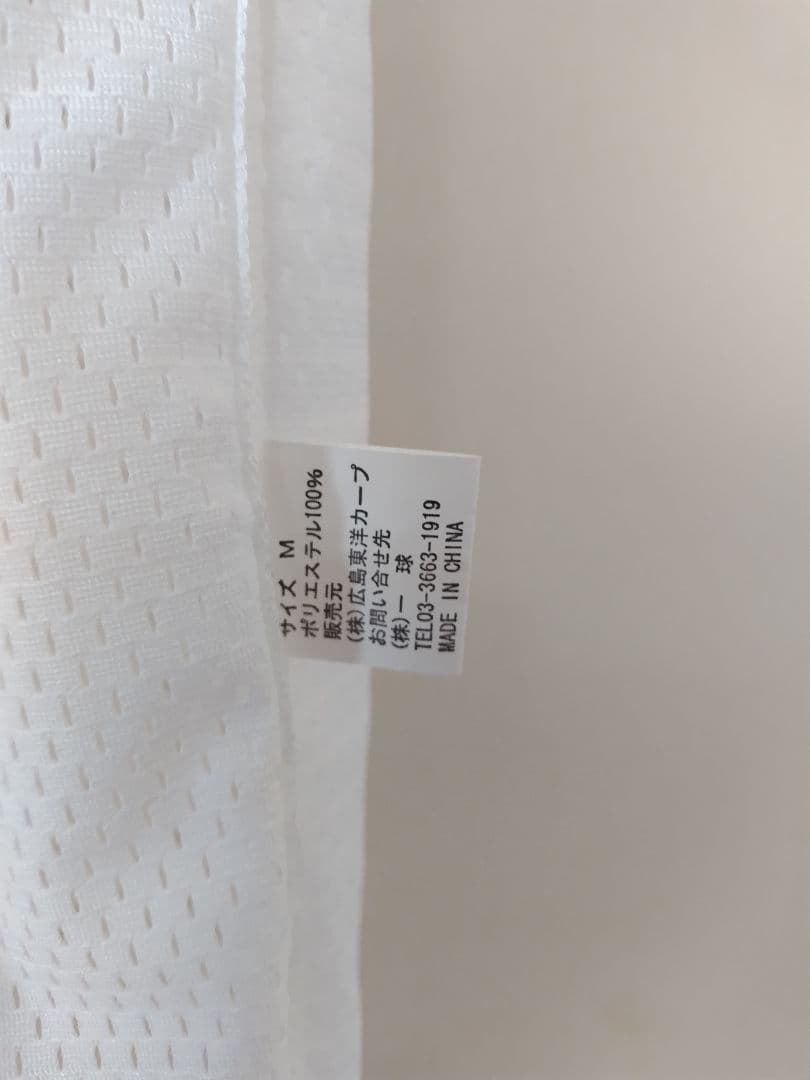 サイズ　M
ポリエステル100%
販売元
(株)広島東洋カープ
お問い合せ先
(株)一　球
TEL03-3663-1919
MADE IN CHINA